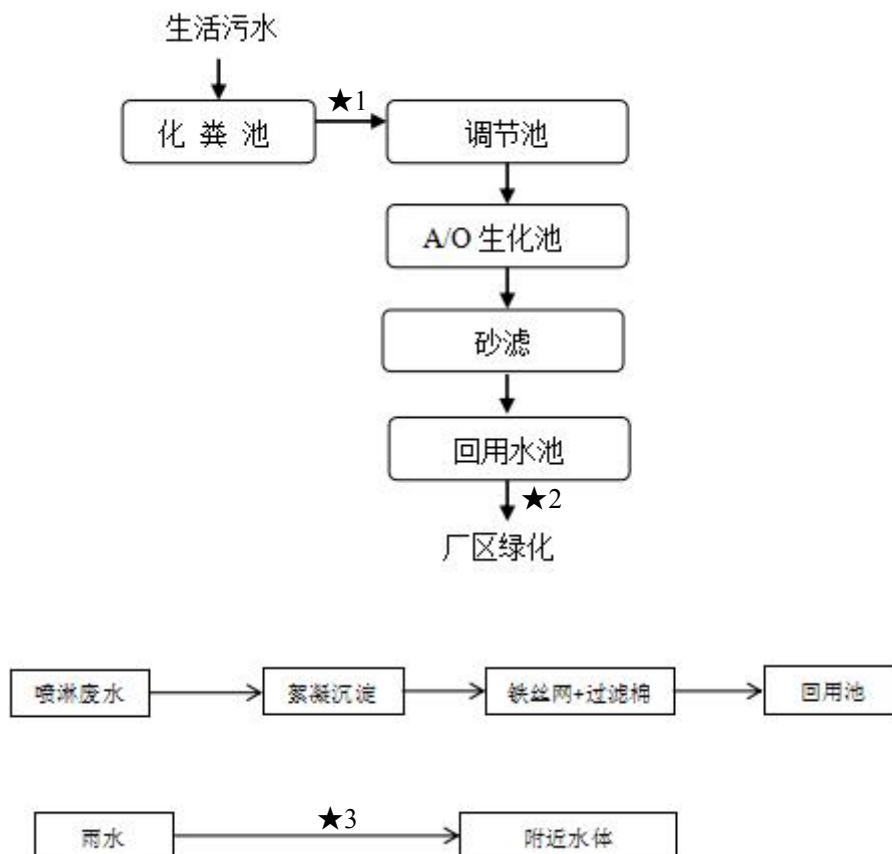 生活污水
化粪池
★1
调节池
A/O 生化池
砂滤
回用水池
★2
厂区绿化
喷淋废水
絮凝沉淀
铁丝网+过滤棉
回用池
雨水
★3
附近水体